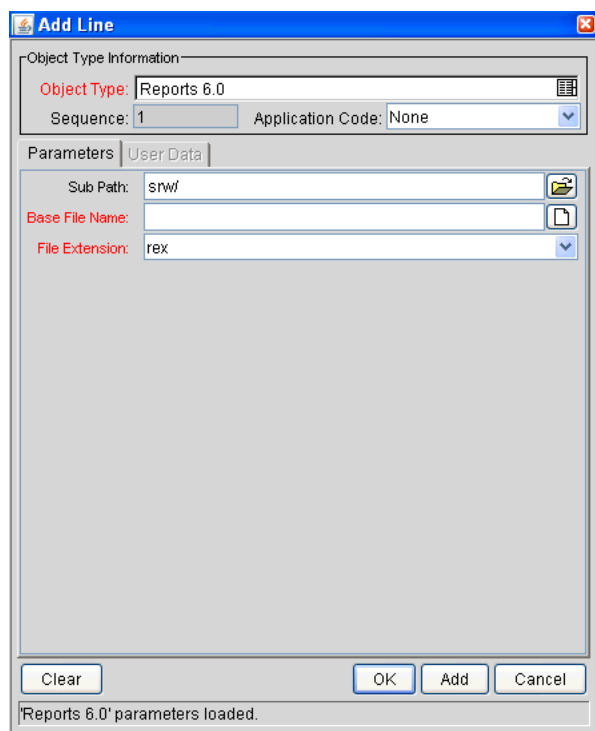 Add Line
Object Type Information
Object Type: Reports 6.0
Sequence: 1 Application Code: None
Parameters User Data
Sub Path: srw/
Base File Name:
File Extension: rex
Clear OK Add Cancel
'Reports 6.0' parameters loaded.